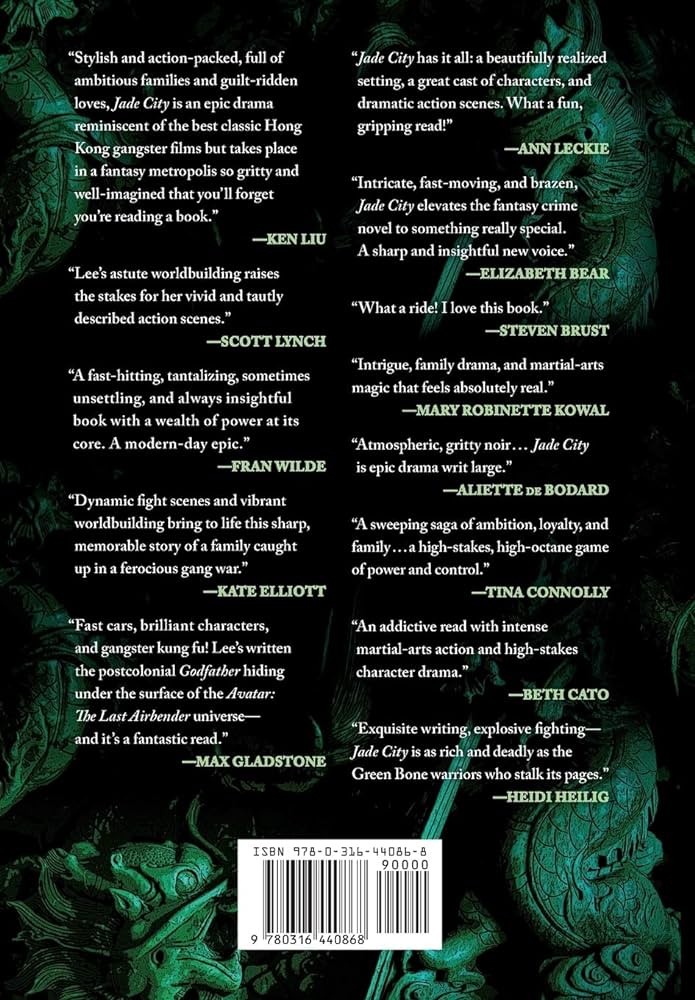 “Stylish and action-packed, full of
ambitious families and guilt-ridden
loves, Jade City is an epic drama
reminiscent of the best classic Hong
Kong gangster films but takes place
in a fantasy metropolis so gritty and
well-imagined that you’ll forget
you’re reading a book.”
—KEN LIU
“Lee’s astute worldbuilding raises
the stakes for her vivid and tautly
described action scenes.”
—SCOTT LYNCH
“A fast-hitting, tantalizing, sometimes
unsettling, and always insightful
book with a wealth of power at its
core. A modern-day epic.”
—FRAN WILDE
“Dynamic fight scenes and vibrant
worldbuilding bring to life this sharp,
memorable story of a family caught
up in a ferocious gang war.”
—KATE ELLIOTT
“Fast cars, brilliant characters,
and gangster kung fu! Lee’s written
the postcolonial Godfather hiding
under the surface of the Avatar:
The Last Airbender universe—
and it’s a fantastic read.”
—MAX GLADSTONE
“Jade City has it all: a beautifully realized
setting, a great cast of characters, and
dramatic action scenes. What a fun,
gripping read!”
—ANN LECKIE
“Intricate, fast-moving, and brazen,
Jade City elevates the fantasy crime
novel to something really special.
A sharp and insightful new voice.”
—ELIZABETH BEAR
“What a ride! I love this book.”
—STEVEN BRUST
“Intrigue, family drama, and martial-arts
magic that feels absolutely real.”
—MARY ROBINETTE KOWAL
“Atmospheric, gritty noir… Jade City
is epic drama writ large.”
—ALIETTE DE BODARD
“A sweeping saga of ambition, loyalty, and
family…a high-stakes, high-octane game
of power and control.”
—TINA CONNOLLY
“An addictive read with intense
martial-arts action and high-stakes
character drama.”
—BETH CATO
“Exquisite writing, explosive fighting—
Jade City is as rich and deadly as the
Green Bone warriors who stalk its pages.”
—HEIDI HEILIG
ISBN 978-0-316-44086-8
90000
9 780316 440868